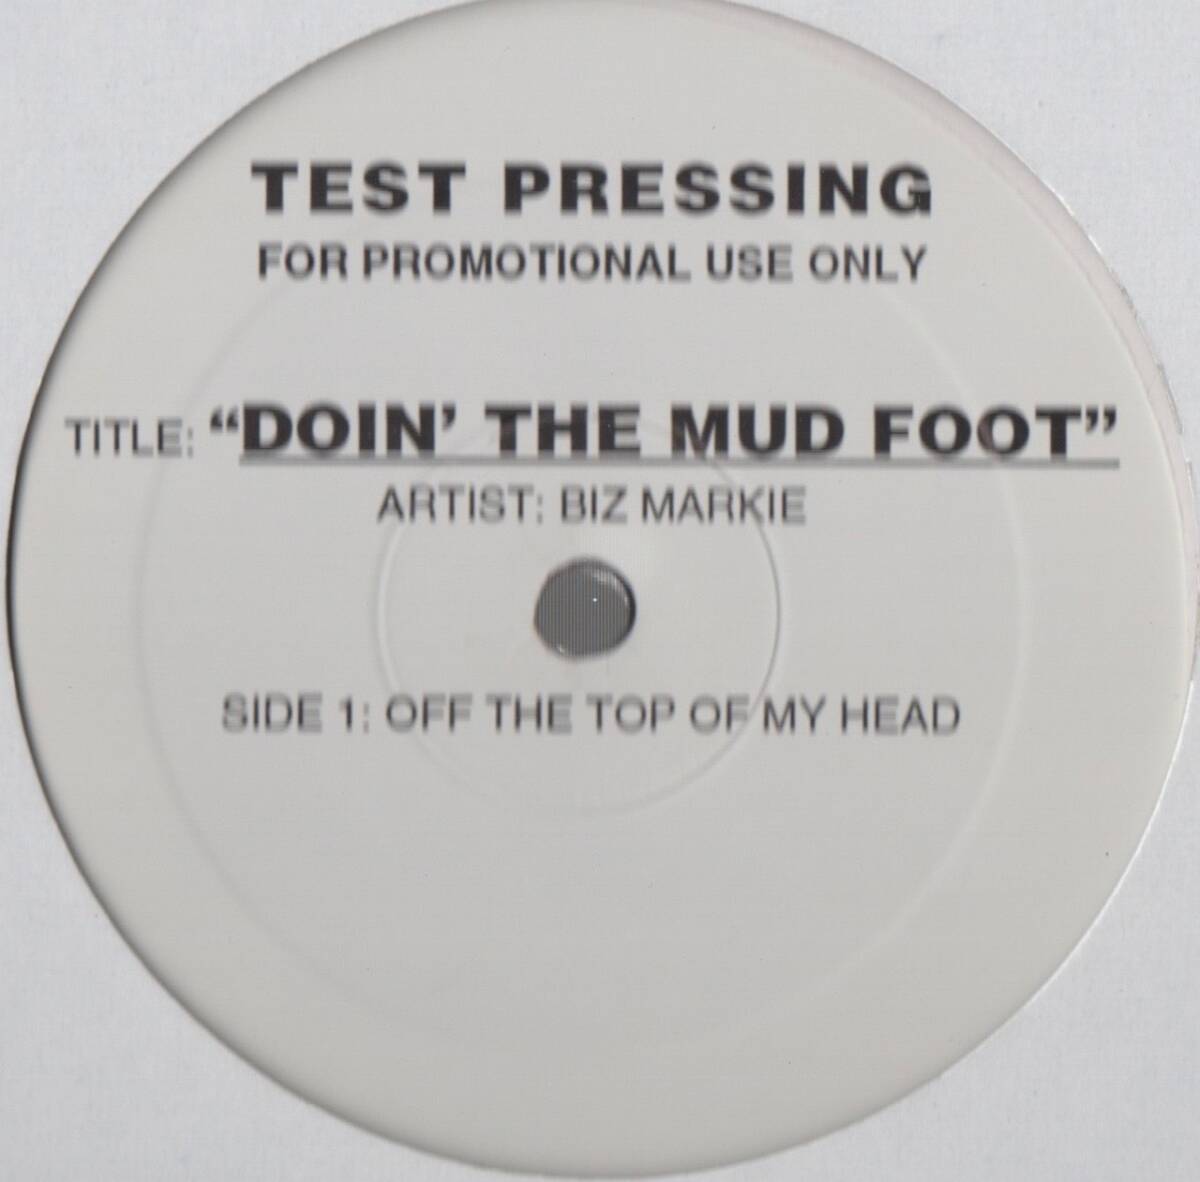 TEST PRESSING
FOR PROMOTIONAL USE ONLY
TITLE: “DOIN’ THE MUD FOOT”
ARTIST: BIZ MARKIE
SIDE 1: OFF THE TOP OF MY HEAD